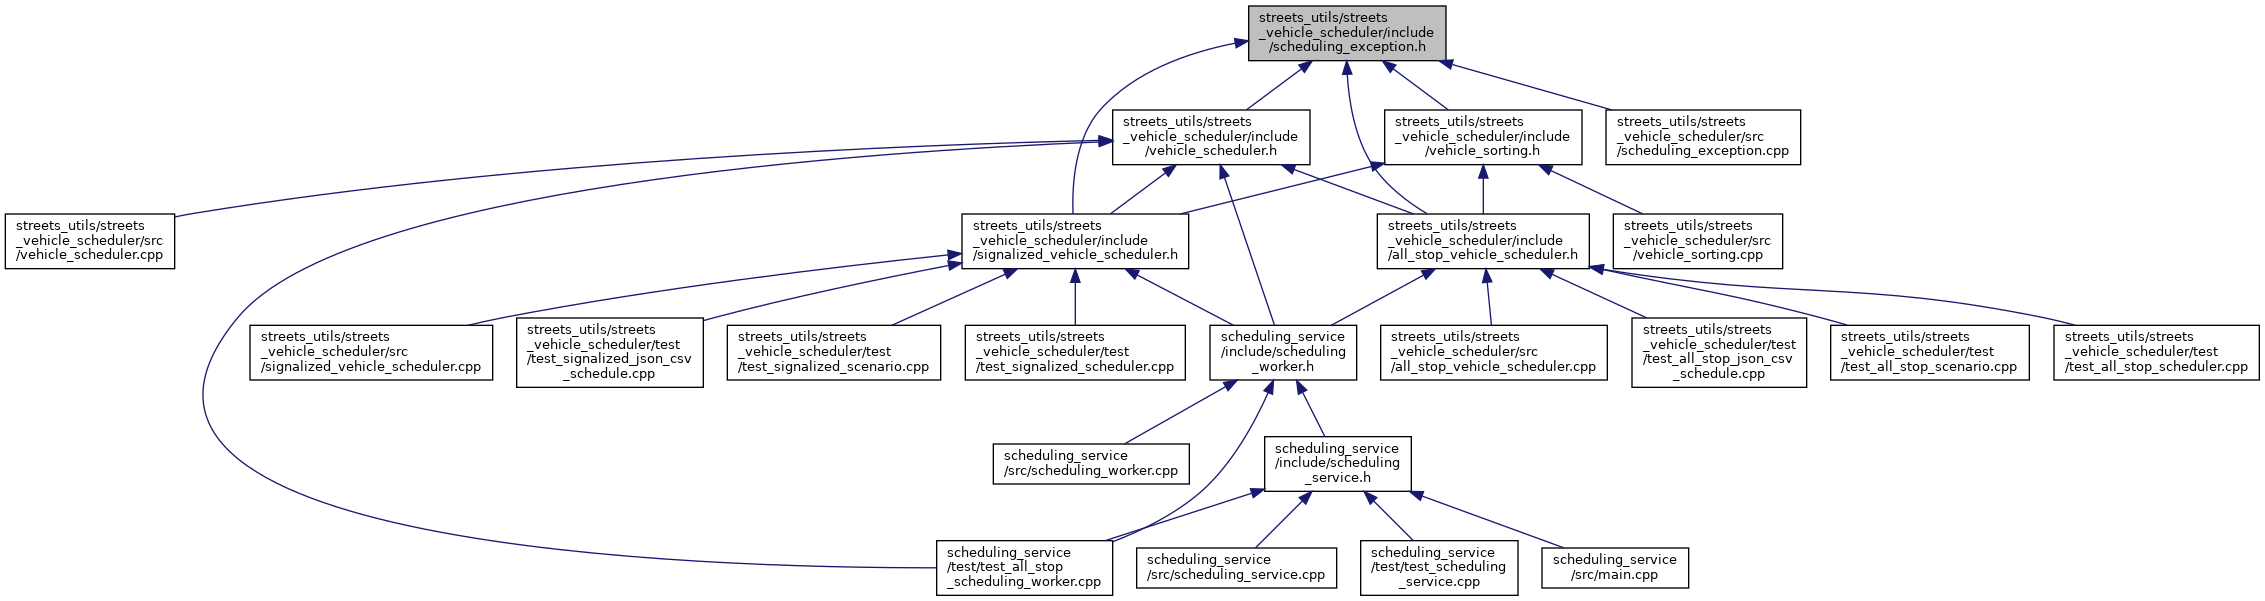 streets_utils/streets
_vehicle_scheduler/include
/scheduling_exception.h
streets_utils/streets
_vehicle_scheduler/include
/vehicle_scheduler.h
streets_utils/streets
_vehicle_scheduler/include
/vehicle_sorting.h
streets_utils/streets
_vehicle_scheduler/src
/scheduling_exception.cpp
streets_utils/streets
_vehicle_scheduler/src
/vehicle_scheduler.cpp
streets_utils/streets
_vehicle_scheduler/include
/signalized_vehicle_scheduler.h
streets_utils/streets
_vehicle_scheduler/include
/all_stop_vehicle_scheduler.h
streets_utils/streets
_vehicle_scheduler/src
/vehicle_sorting.cpp
streets_utils/streets
_vehicle_scheduler/src
/signalized_vehicle_scheduler.cpp
streets_utils/streets
_vehicle_scheduler/test
/test_signalized_json_csv
_schedule.cpp
streets_utils/streets
_vehicle_scheduler/test
/test_signalized_scenario.cpp
streets_utils/streets
_vehicle_scheduler/test
/test_signalized_scheduler.cpp
scheduling_service
/include/scheduling
_worker.h
streets_utils/streets
_vehicle_scheduler/src
/all_stop_vehicle_scheduler.cpp
streets_utils/streets
_vehicle_scheduler/test
/test_all_stop_json_csv
_schedule.cpp
streets_utils/streets
_vehicle_scheduler/test
/test_all_stop_scenario.cpp
streets_utils/streets
_vehicle_scheduler/test
/test_all_stop_scheduler.cpp
scheduling_service
/src/scheduling_worker.cpp
scheduling_service
/include/scheduling
_service.h
scheduling_service
/test/test_all_stop
_scheduling_worker.cpp
scheduling_service
/src/scheduling_service.cpp
scheduling_service
/test/test_scheduling
_service.cpp
scheduling_service
/src/main.cpp